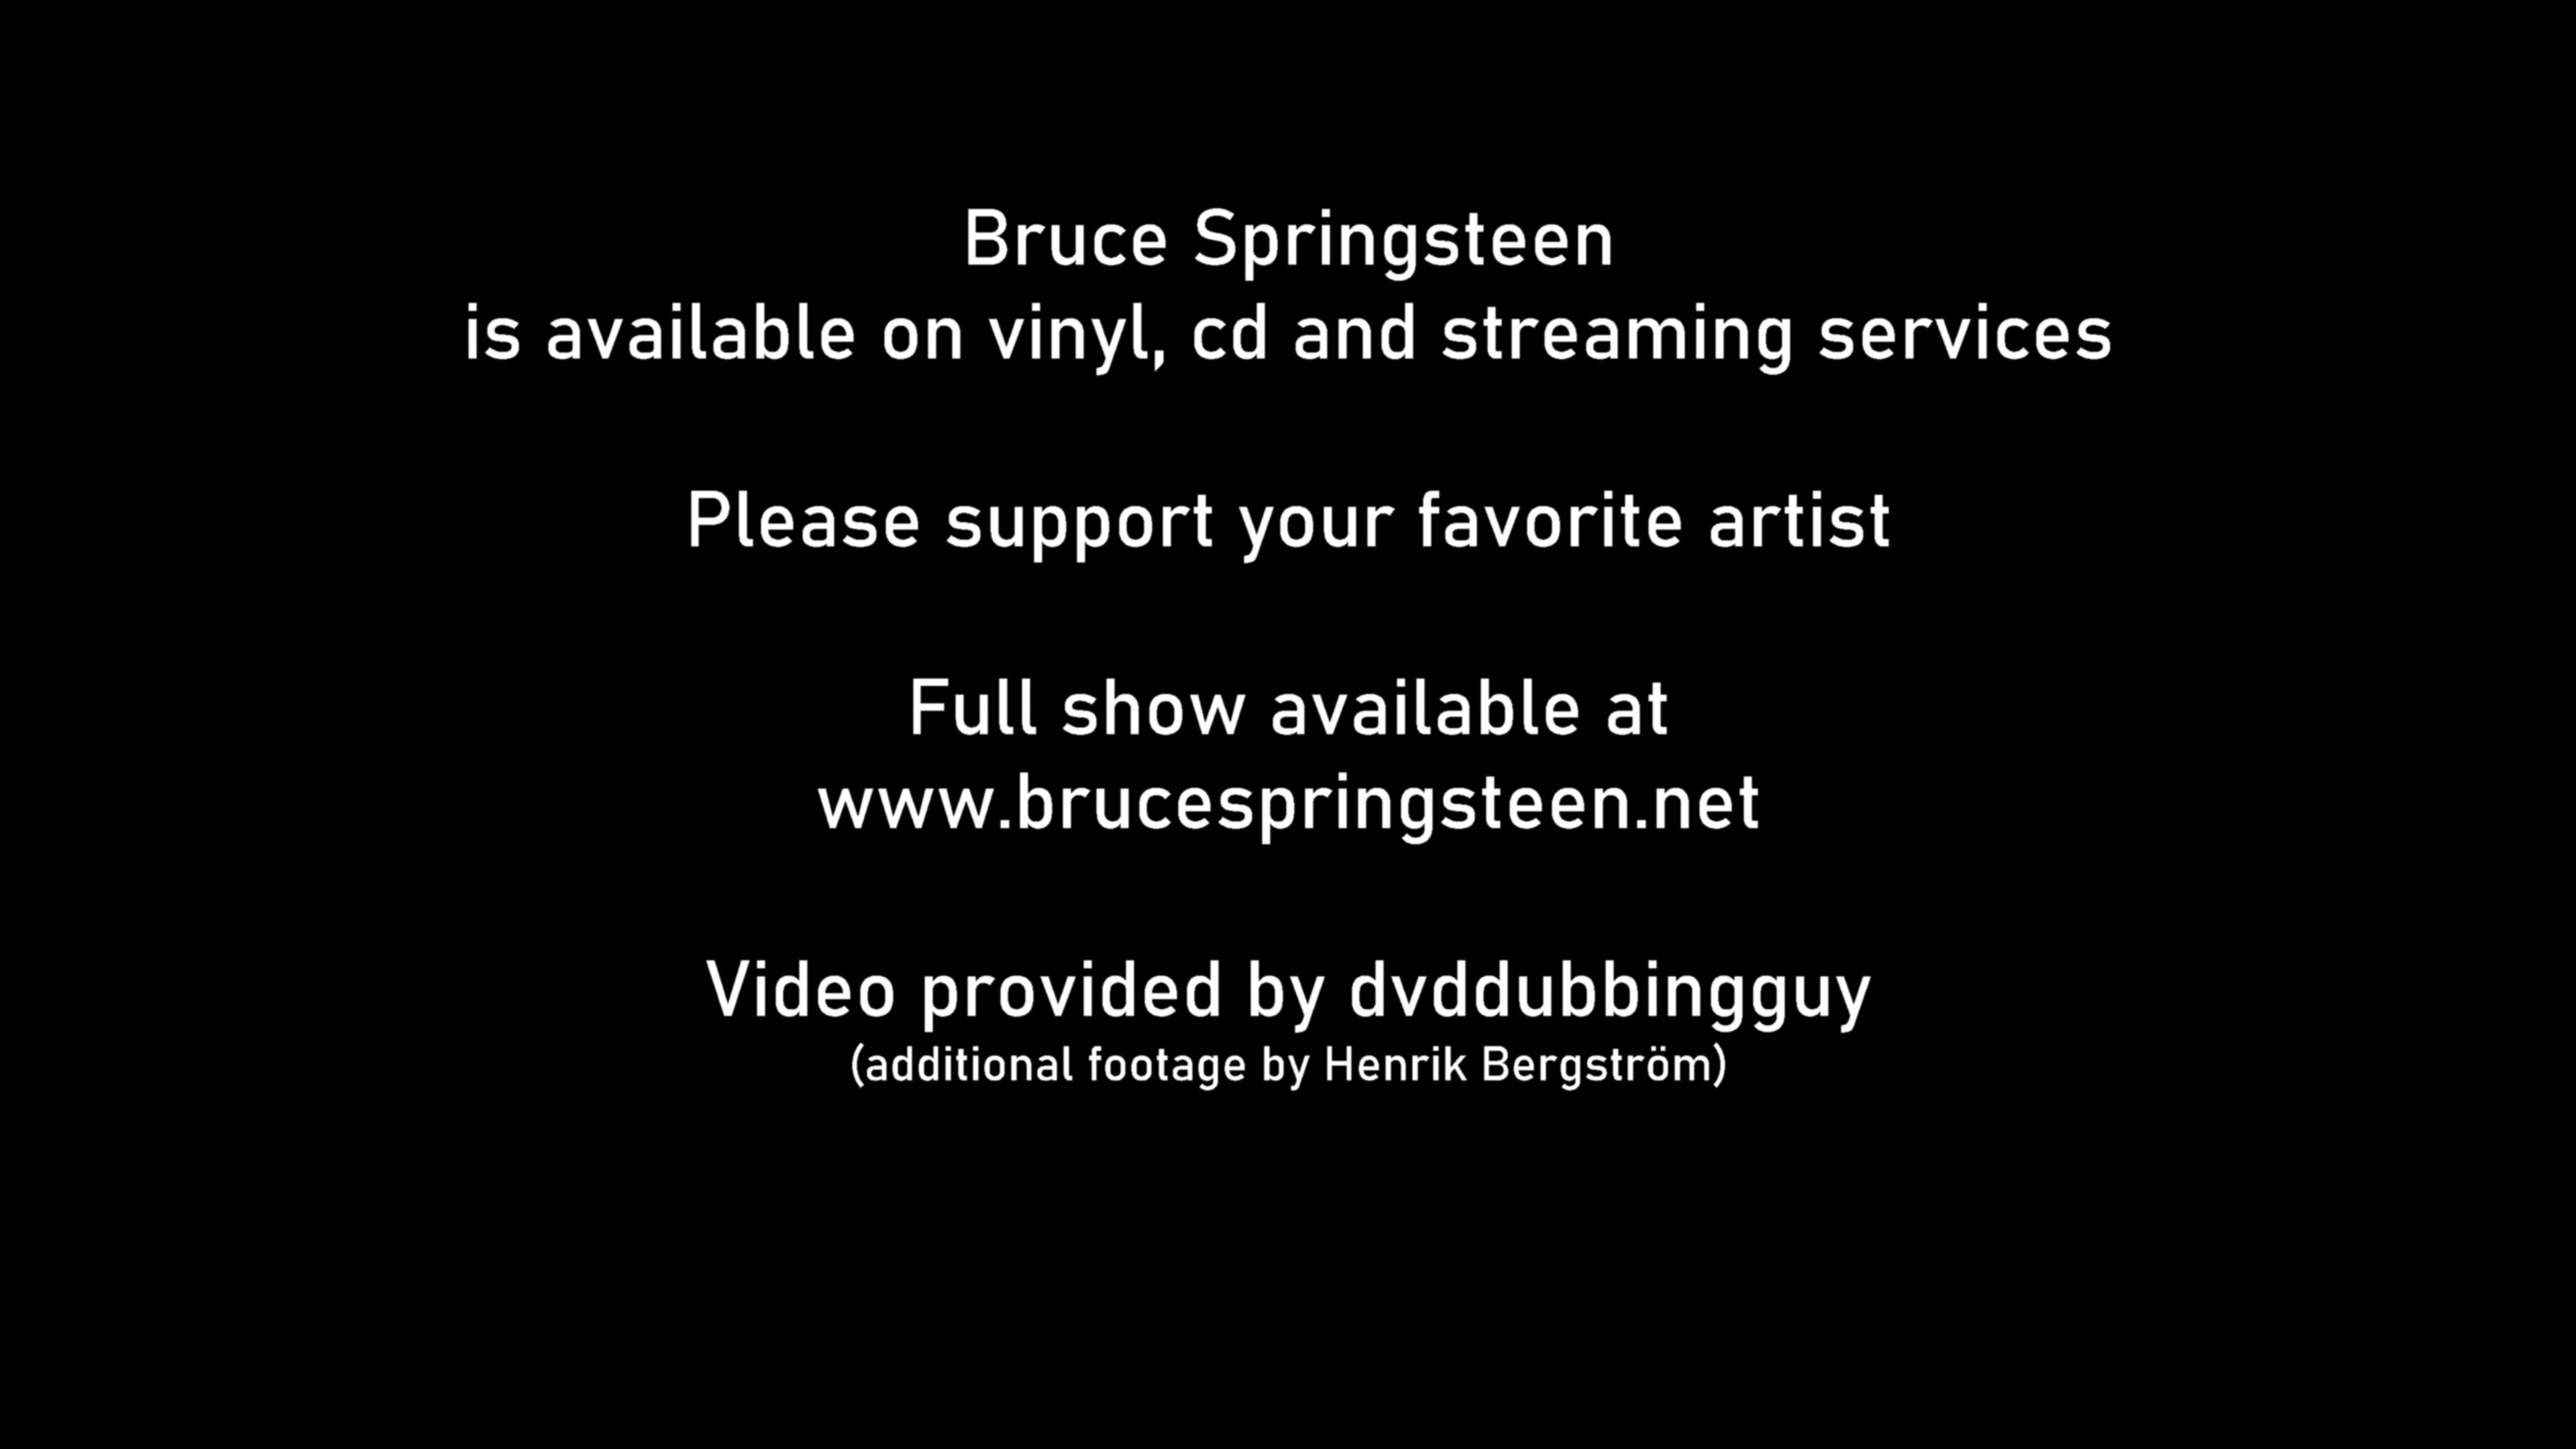 Bruce Springsteen
is available on vinyl, cd and streaming services
Please support your favorite artist
Full show available at
www.brucespringsteen.net
Video provided by dvddubbingguy
(additional footage by Henrik Bergström)